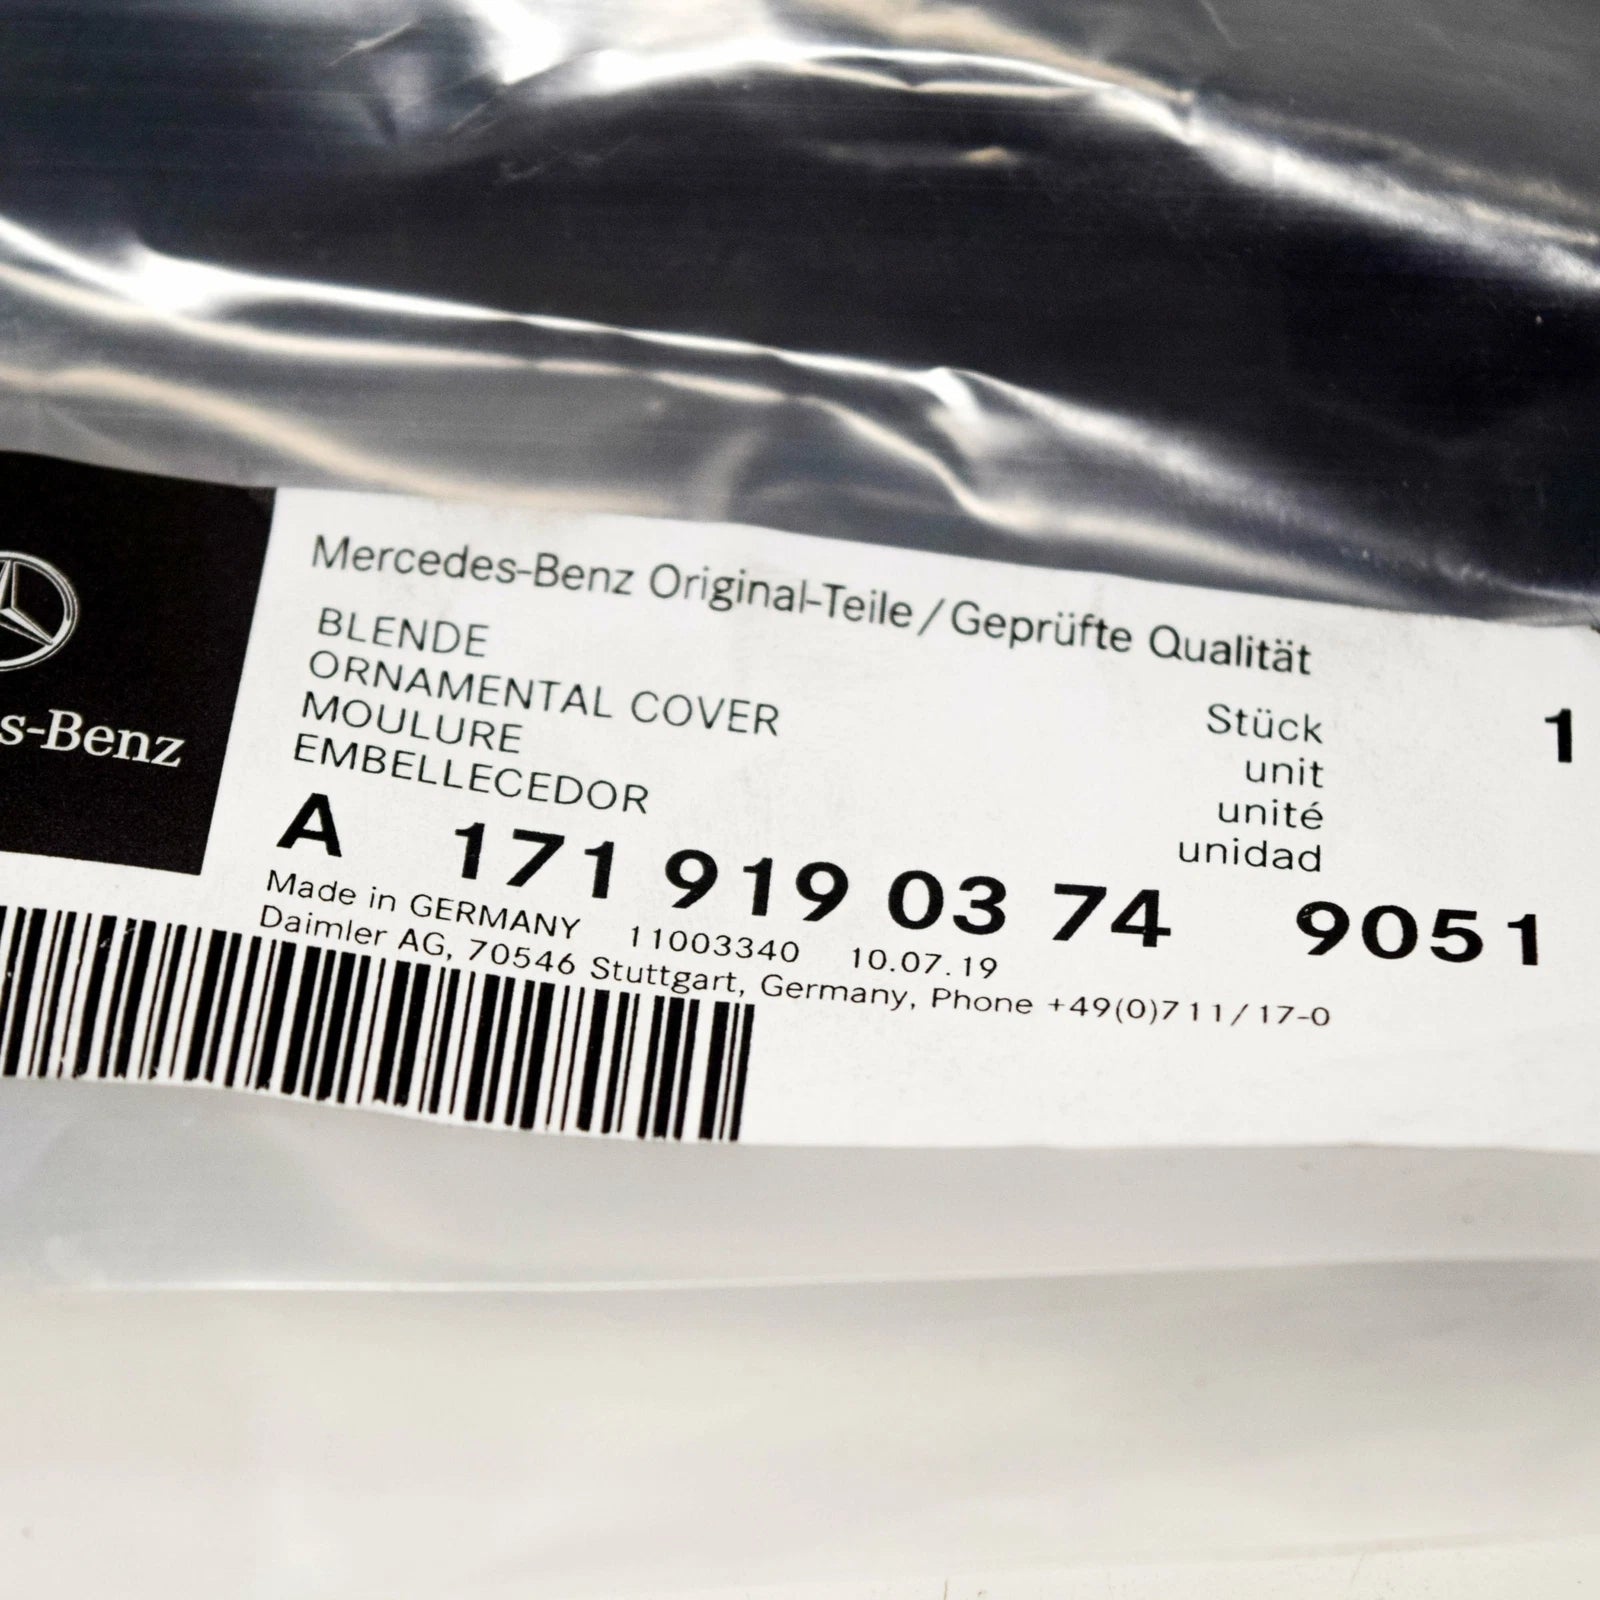 s-Benz
Mercedes-Benz Original-Teile / Geprüfte Qualität
BLENDE
ORNAMENTAL COVER
MOULURE
EMBELLECEDOR
Stück 1
unit
unité
unidad
A 171 919 03 74 9051
Made in GERMANY 11003340 10.07.19
Daimler AG, 70546 Stuttgart, Germany, Phone +49(0)711/17-0